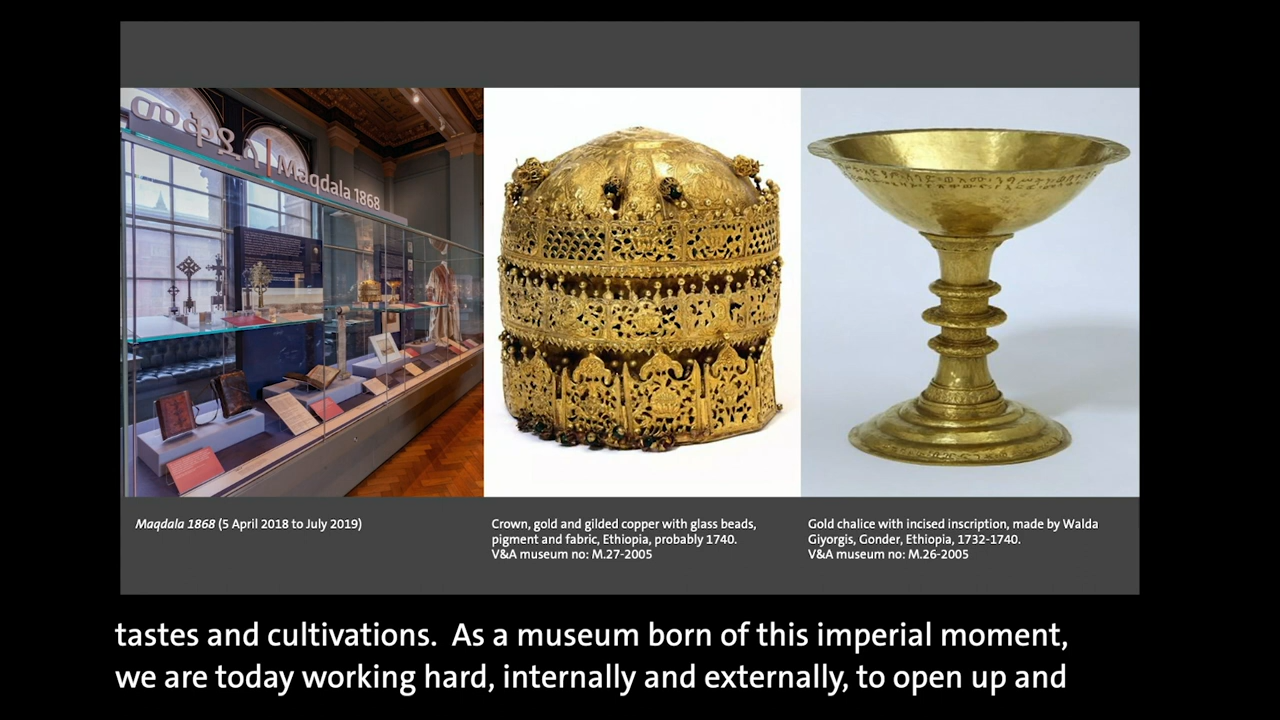 መቅደላ | Maqdala 1868
Maqdala 1868 (5 April 2018 to July 2019)
Crown, gold and gilded copper with glass beads,
pigment and fabric, Ethiopia, probably 1740.
V&A museum no: M.27-2005
Gold chalice with incised inscription, made by Walda
Giyorgis, Gonder, Ethiopia, 1732-1740.
V&A museum no: M.26-2005
tastes and cultivations. As a museum born of this imperial moment,
we are today working hard, internally and externally, to open up and